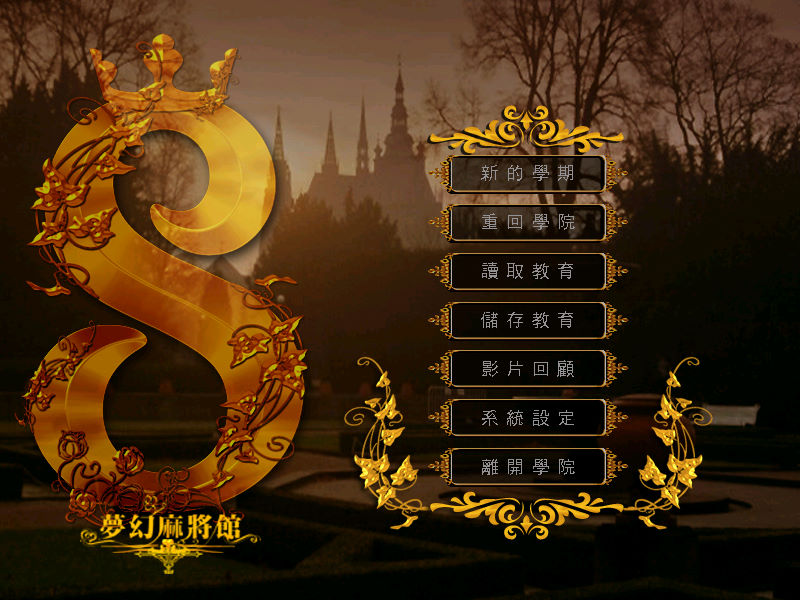 新的學期
重回學院
讀取教育
儲存教育
影片回顧
系統設定
離開學院
夢幻麻將館